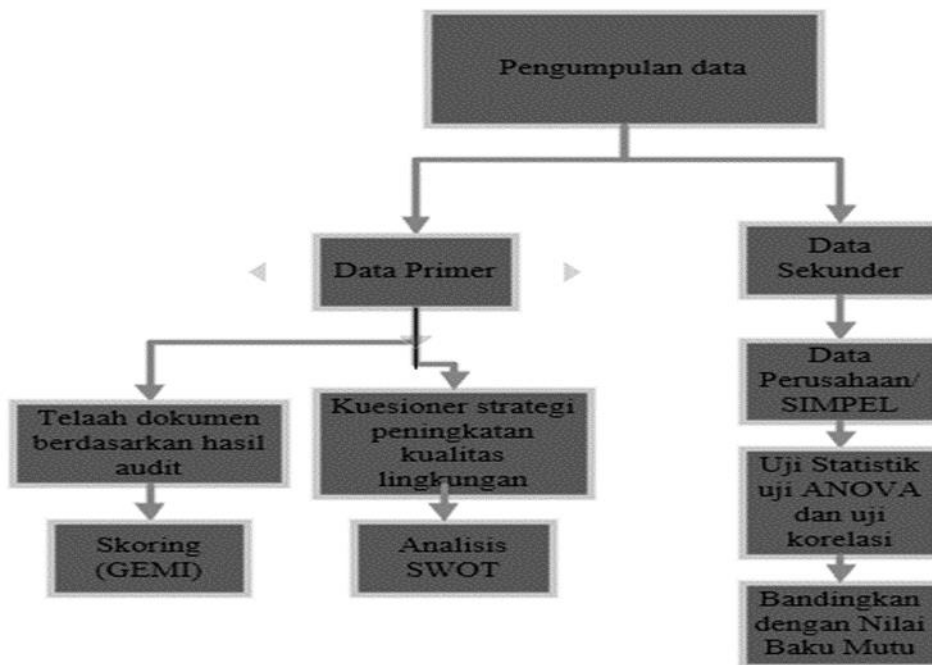 Pengumpulan data
Data Primer
Data
Sekunder
Telaah dokumen
berdasarkan hasil
audit
Kuesioner strategi
peningkatan
kualitas
lingkungan
Data
Perusahaan/
SIMPEL
Skoring
(GEMI)
Analisis
SWOT
Uji Statistik
uji ANOVA
dan uji
korelasi
Bandingkan
dengan Nilai
Baku Mutu